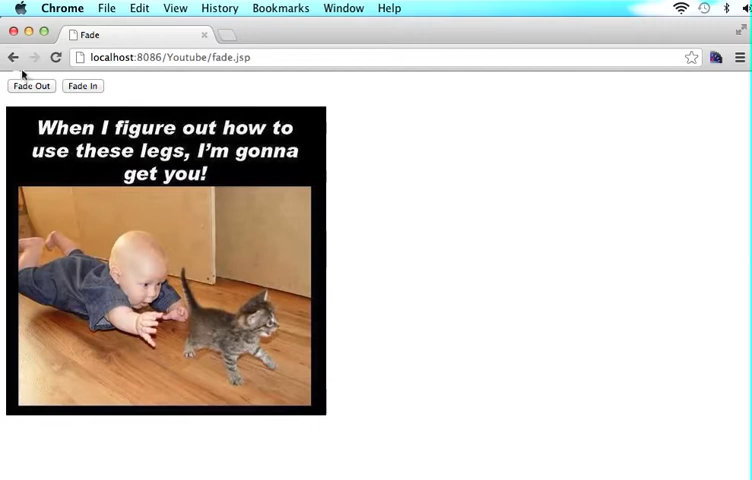 Chrome File Edit View History Bookmarks Window Help
Fade
localhost:8086/Youtube/fade.jsp
Fade Out Fade In
When I figure out how to
use these legs, I'm gonna
get you!